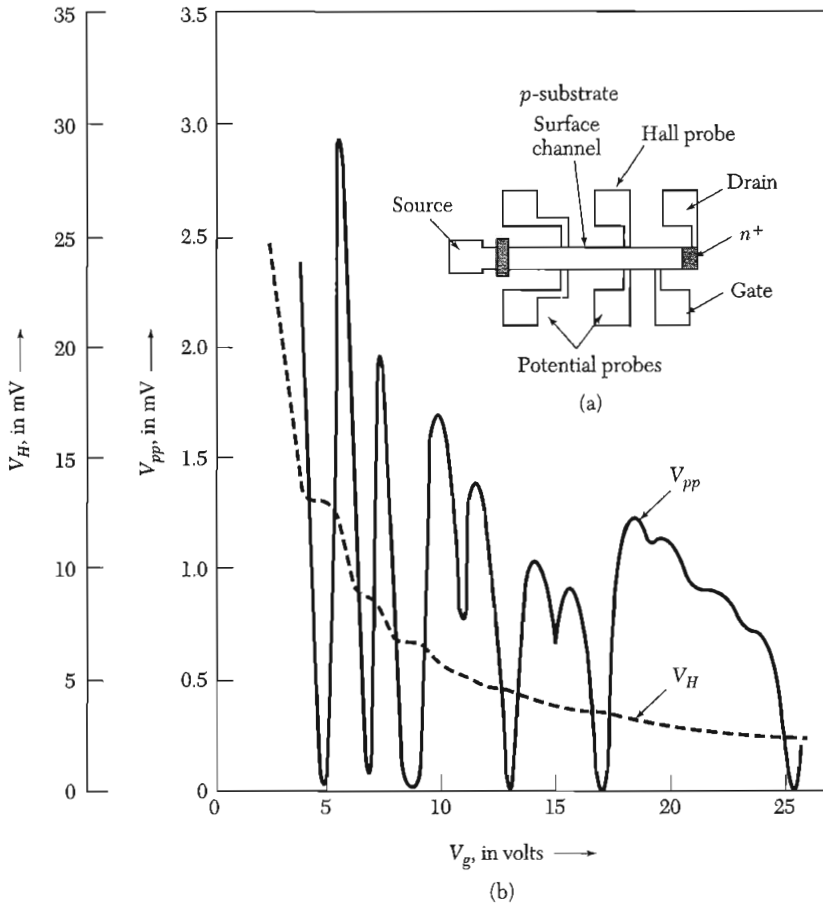 35
30
25
20
15
10
5
0
V_H, in mV
3.5
3.0
2.5
2.0
1.5
1.0
0.5
0
V_pp, in mV
p-substrate
Surface
channel
Hall probe
Drain
Source
n+
Gate
Potential probes
(a)
V_pp
V_H
0 5 10 15 20 25
V_g, in volts
(b)